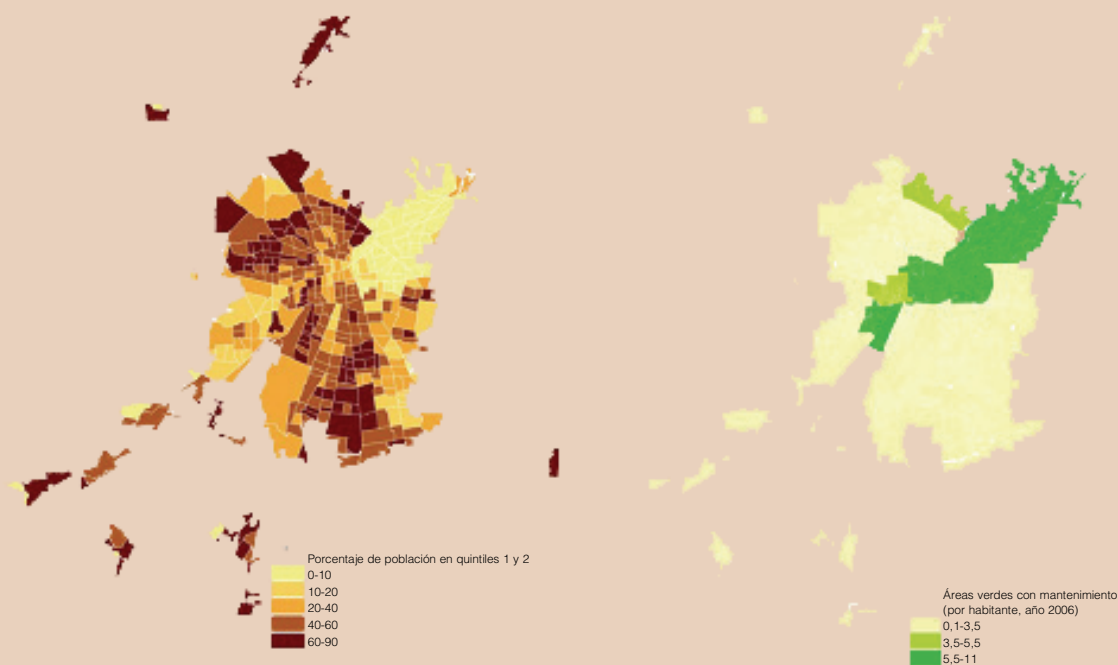 Porcentaje de población en quintiles 1 y 2
0-10
10-20
20-40
40-60
60-90
Áreas verdes con mantenimiento
(por habitante, año 2006)
0,1-3,5
3,5-5,5
5,5-11